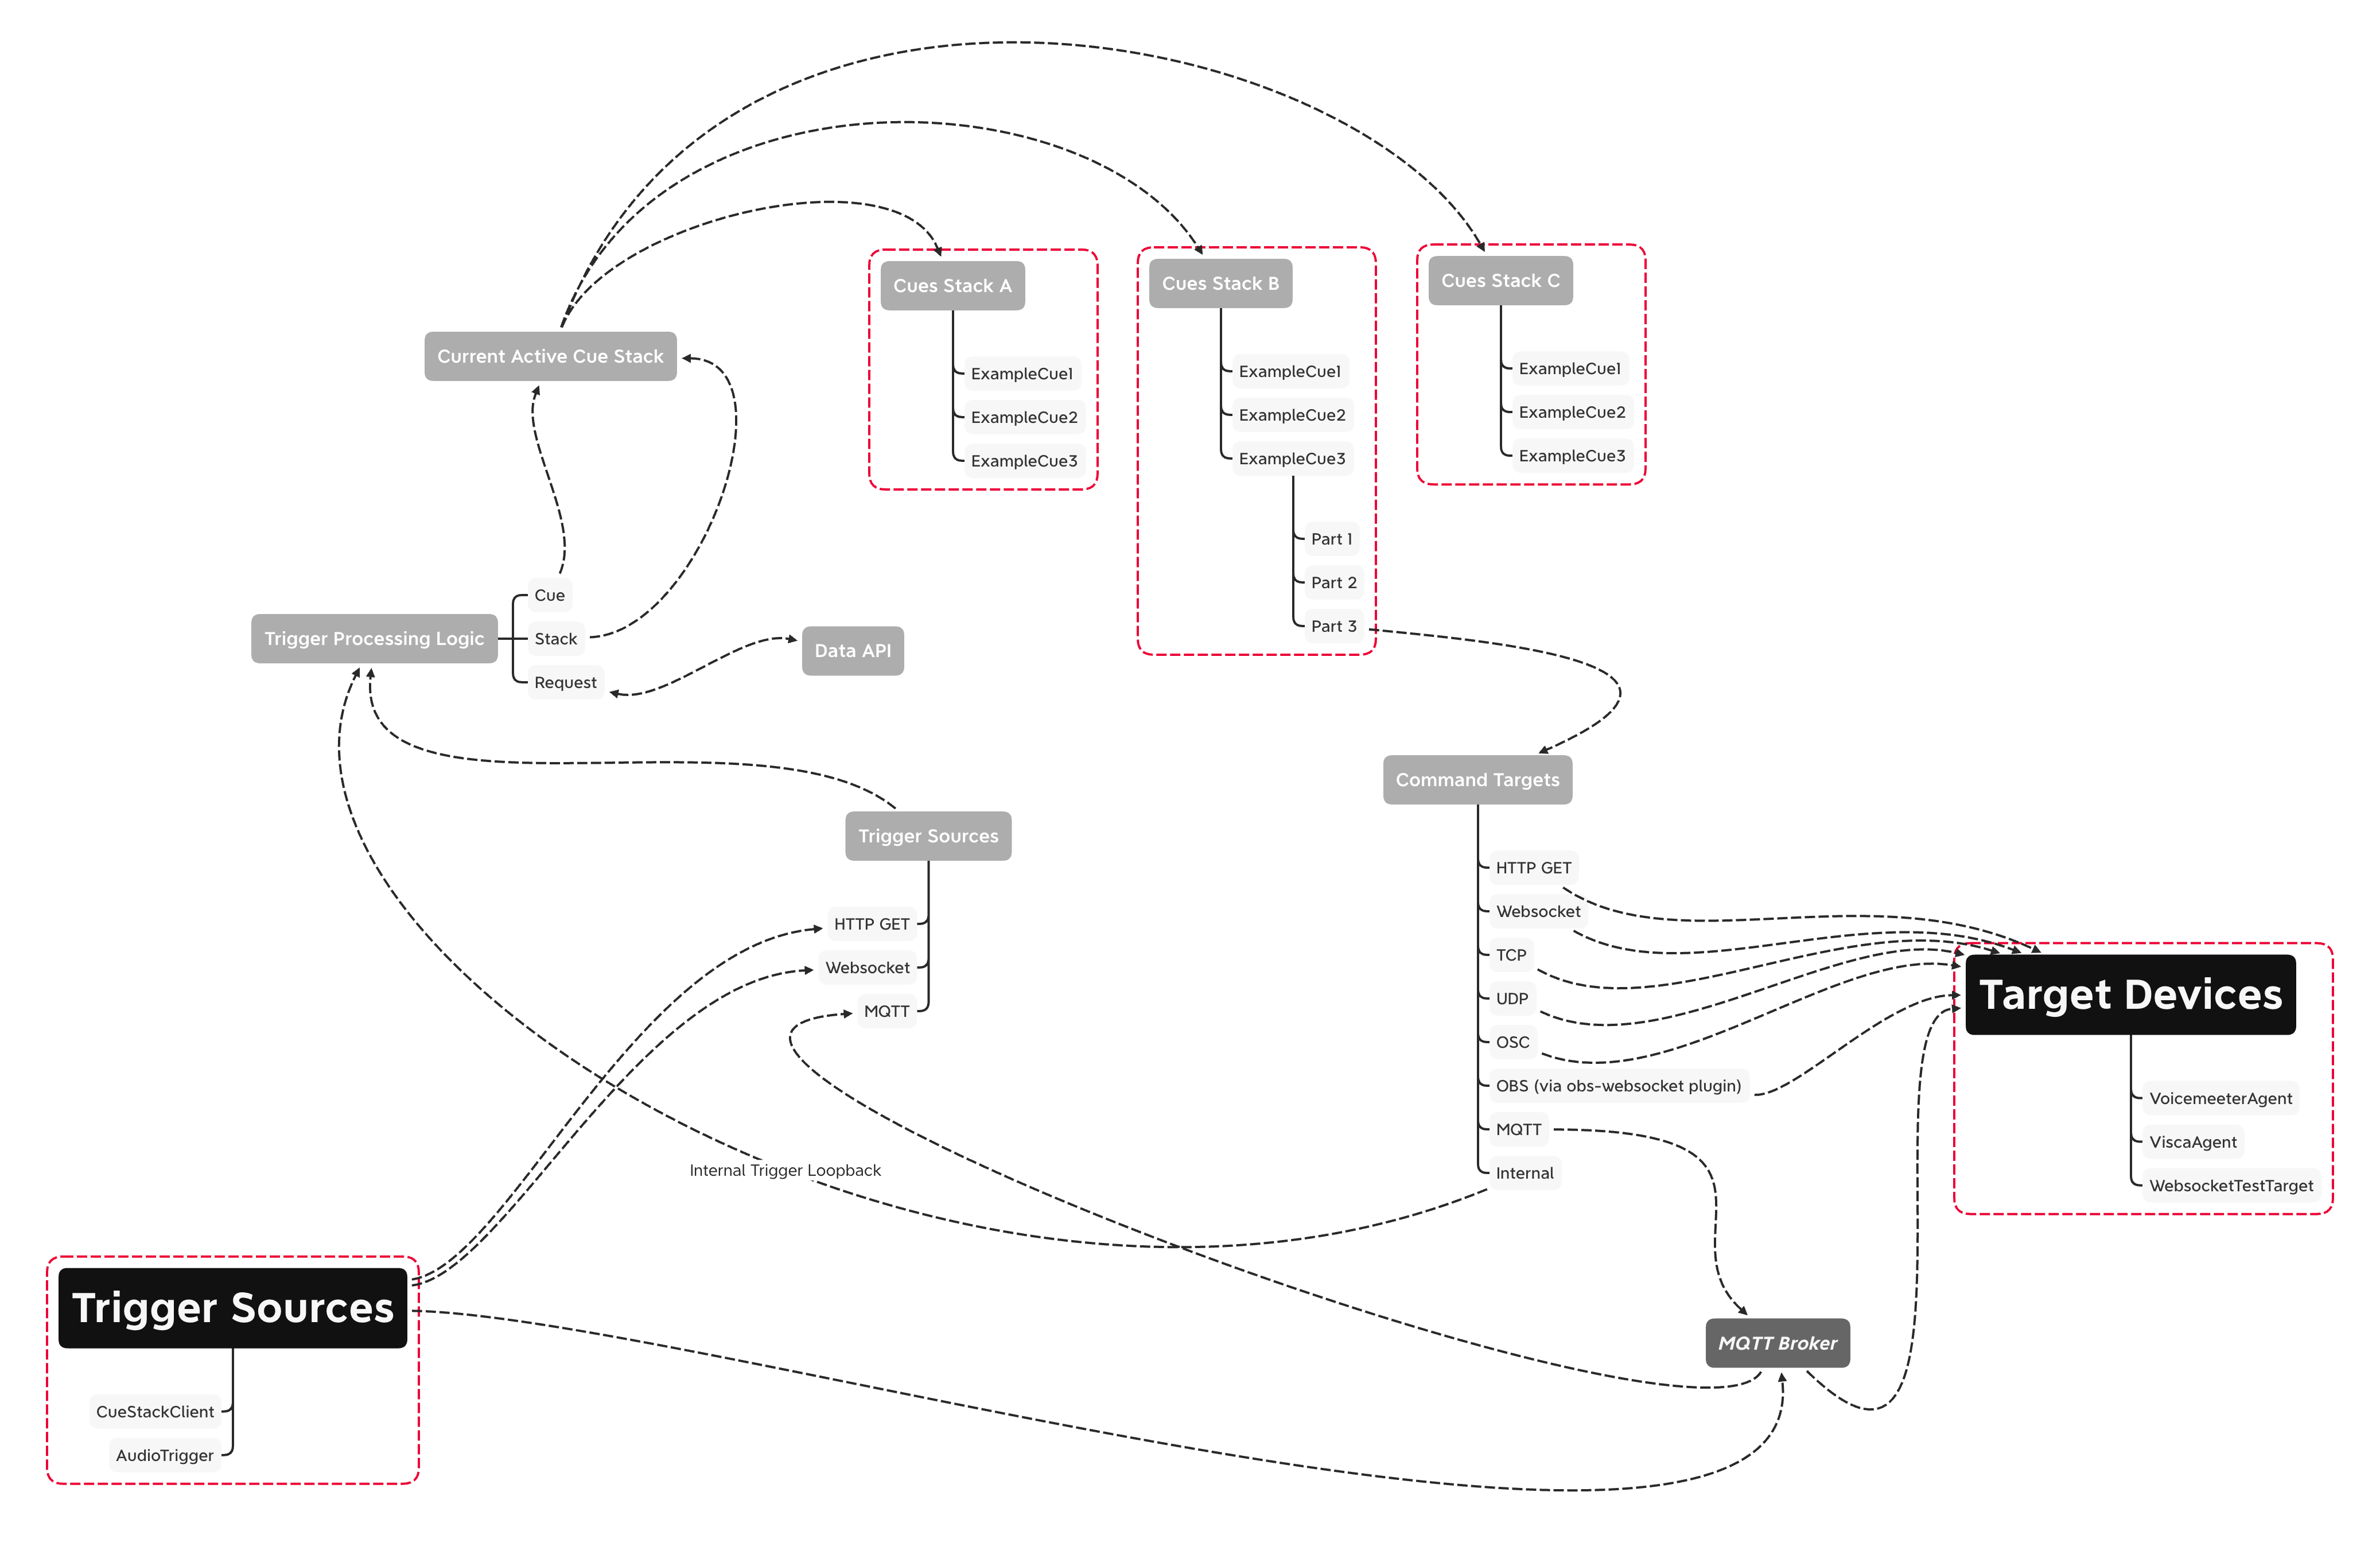 Cues Stack A
ExampleCue1
ExampleCue2
ExampleCue3
Cues Stack B
ExampleCue1
ExampleCue2
ExampleCue3
Part 1
Part 2
Part 3
Cues Stack C
ExampleCue1
ExampleCue2
ExampleCue3
Current Active Cue Stack
Trigger Processing Logic
Cue
Stack
Request
Data API
Trigger Sources
HTTP GET
Websocket
MQTT
Command Targets
HTTP GET
Websocket
TCP
UDP
OSC
OBS (via obs-websocket plugin)
MQTT
Internal
Target Devices
VoicemeeterAgent
ViscaAgent
WebsocketTestTarget
Internal Trigger Loopback
Trigger Sources
CueStackClient
AudioTrigger
MQTT Broker